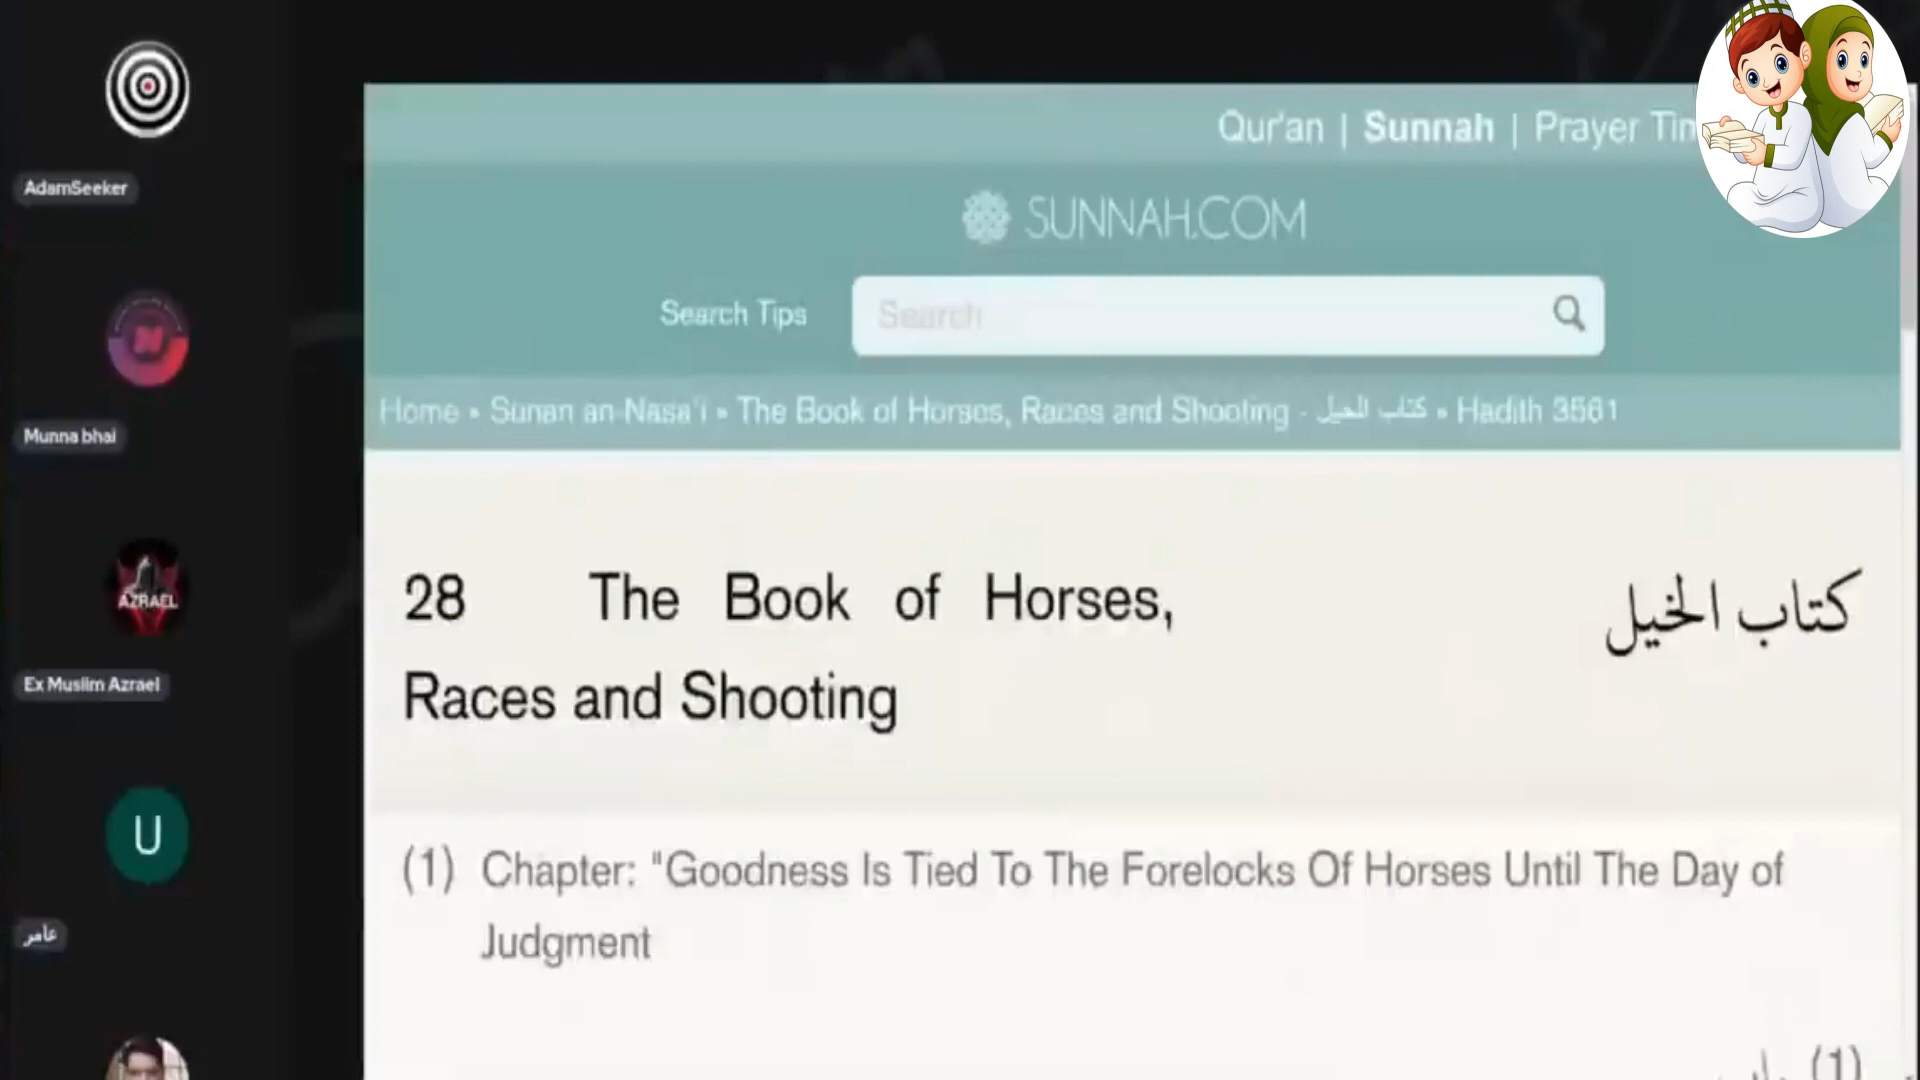 AdamSeeker
Munna bhai
AZRAEL
Ex Muslim Azrael
U
عامر
Qur'an | Sunnah | Prayer Tim
SUNNAH.COM
Search Tips
Search
Home » Sunan an-Nasa'i » The Book of Horses, Races and Shooting - كتاب الخيل » Hadith 3561
28 The Book of Horses,
Races and Shooting
كتاب الخيل
(1) Chapter: "Goodness Is Tied To The Forelocks Of Horses Until The Day of
Judgment
(1)